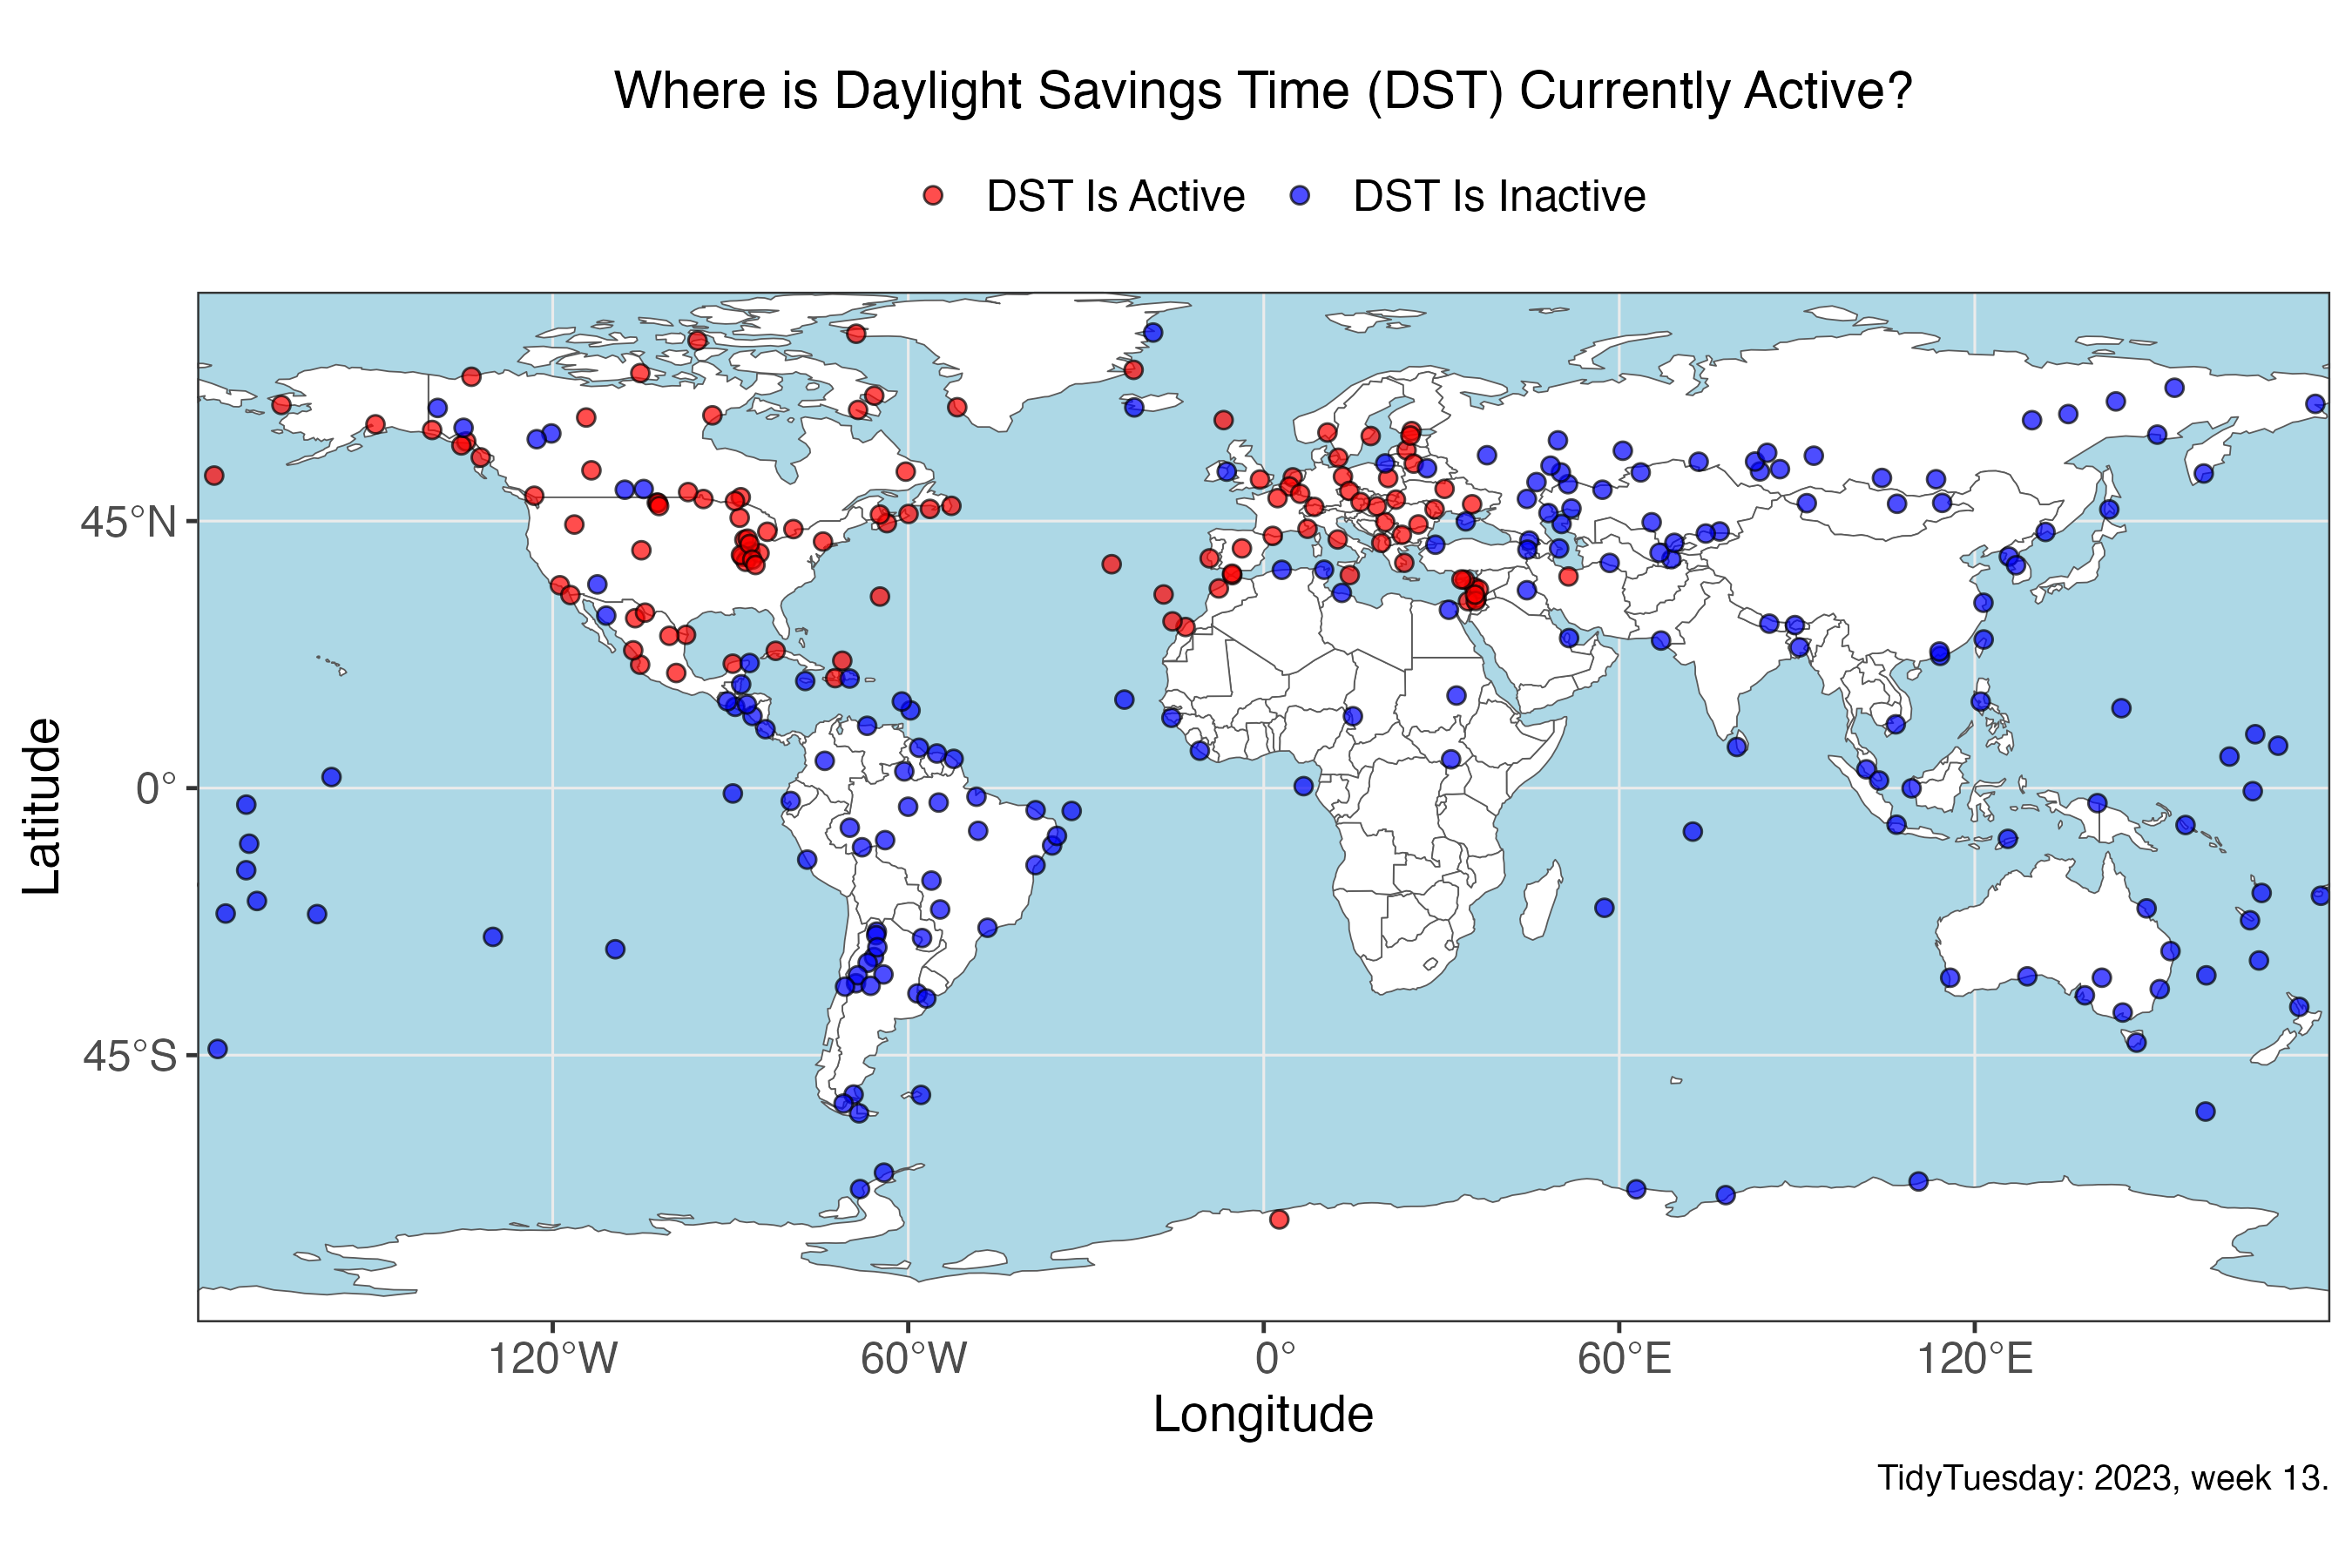 Where is Daylight Savings Time (DST) Currently Active?
DST Is Active
DST Is Inactive
45°N
0°
45°S
Latitude
120°W
60°W
0°
60°E
120°E
Longitude
TidyTuesday: 2023, week 13.